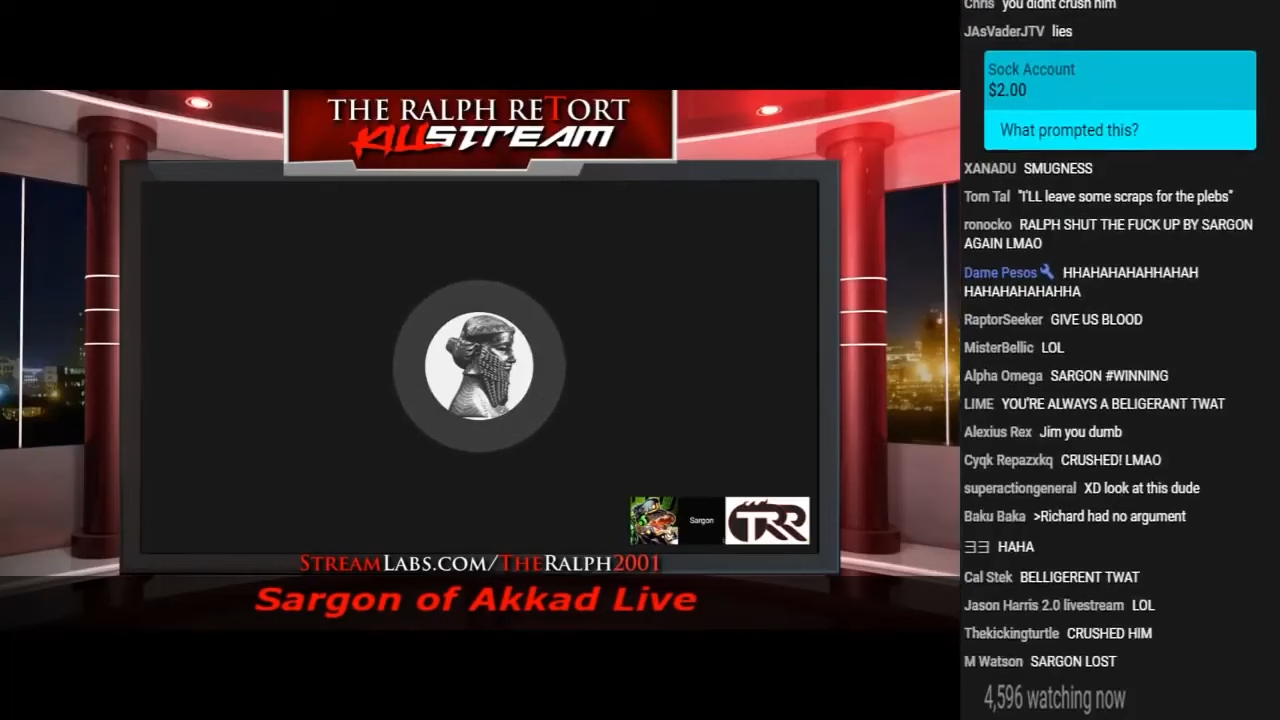 THE RALPH RETORT
KILLSTREAM
Sargon
TRR
STREAMLABS.COM/THERALPH2001
Sargon of Akkad Live
Chris you didnt crush him
JAsVaderJTV lies
Sock Account
$2.00
What prompted this?
XANADU SMUGNESS
Tom Tal "I'LL leave some scraps for the plebs"
ronocko RALPH SHUT THE FUCK UP BY SARGON
AGAIN LMAO
Dame Pesos HHAHAHAHAHHAHAH
HAHAHAHAHAHHA
RaptorSeeker GIVE US BLOOD
MisterBellic LOL
Alpha Omega SARGON #WINNING
LIME YOU'RE ALWAYS A BELIGERANT TWAT
Alexius Rex Jim you dumb
Cyqk Repazxkq CRUSHED! LMAO
superactiongeneral XD look at this dude
Baku Baka >Richard had no argument
ヨヨ HAHA
Cal Stek BELLIGERENT TWAT
Jason Harris 2.0 livestream LOL
Thekickingturtle CRUSHED HIM
M Watson SARGON LOST
4,596 watching now